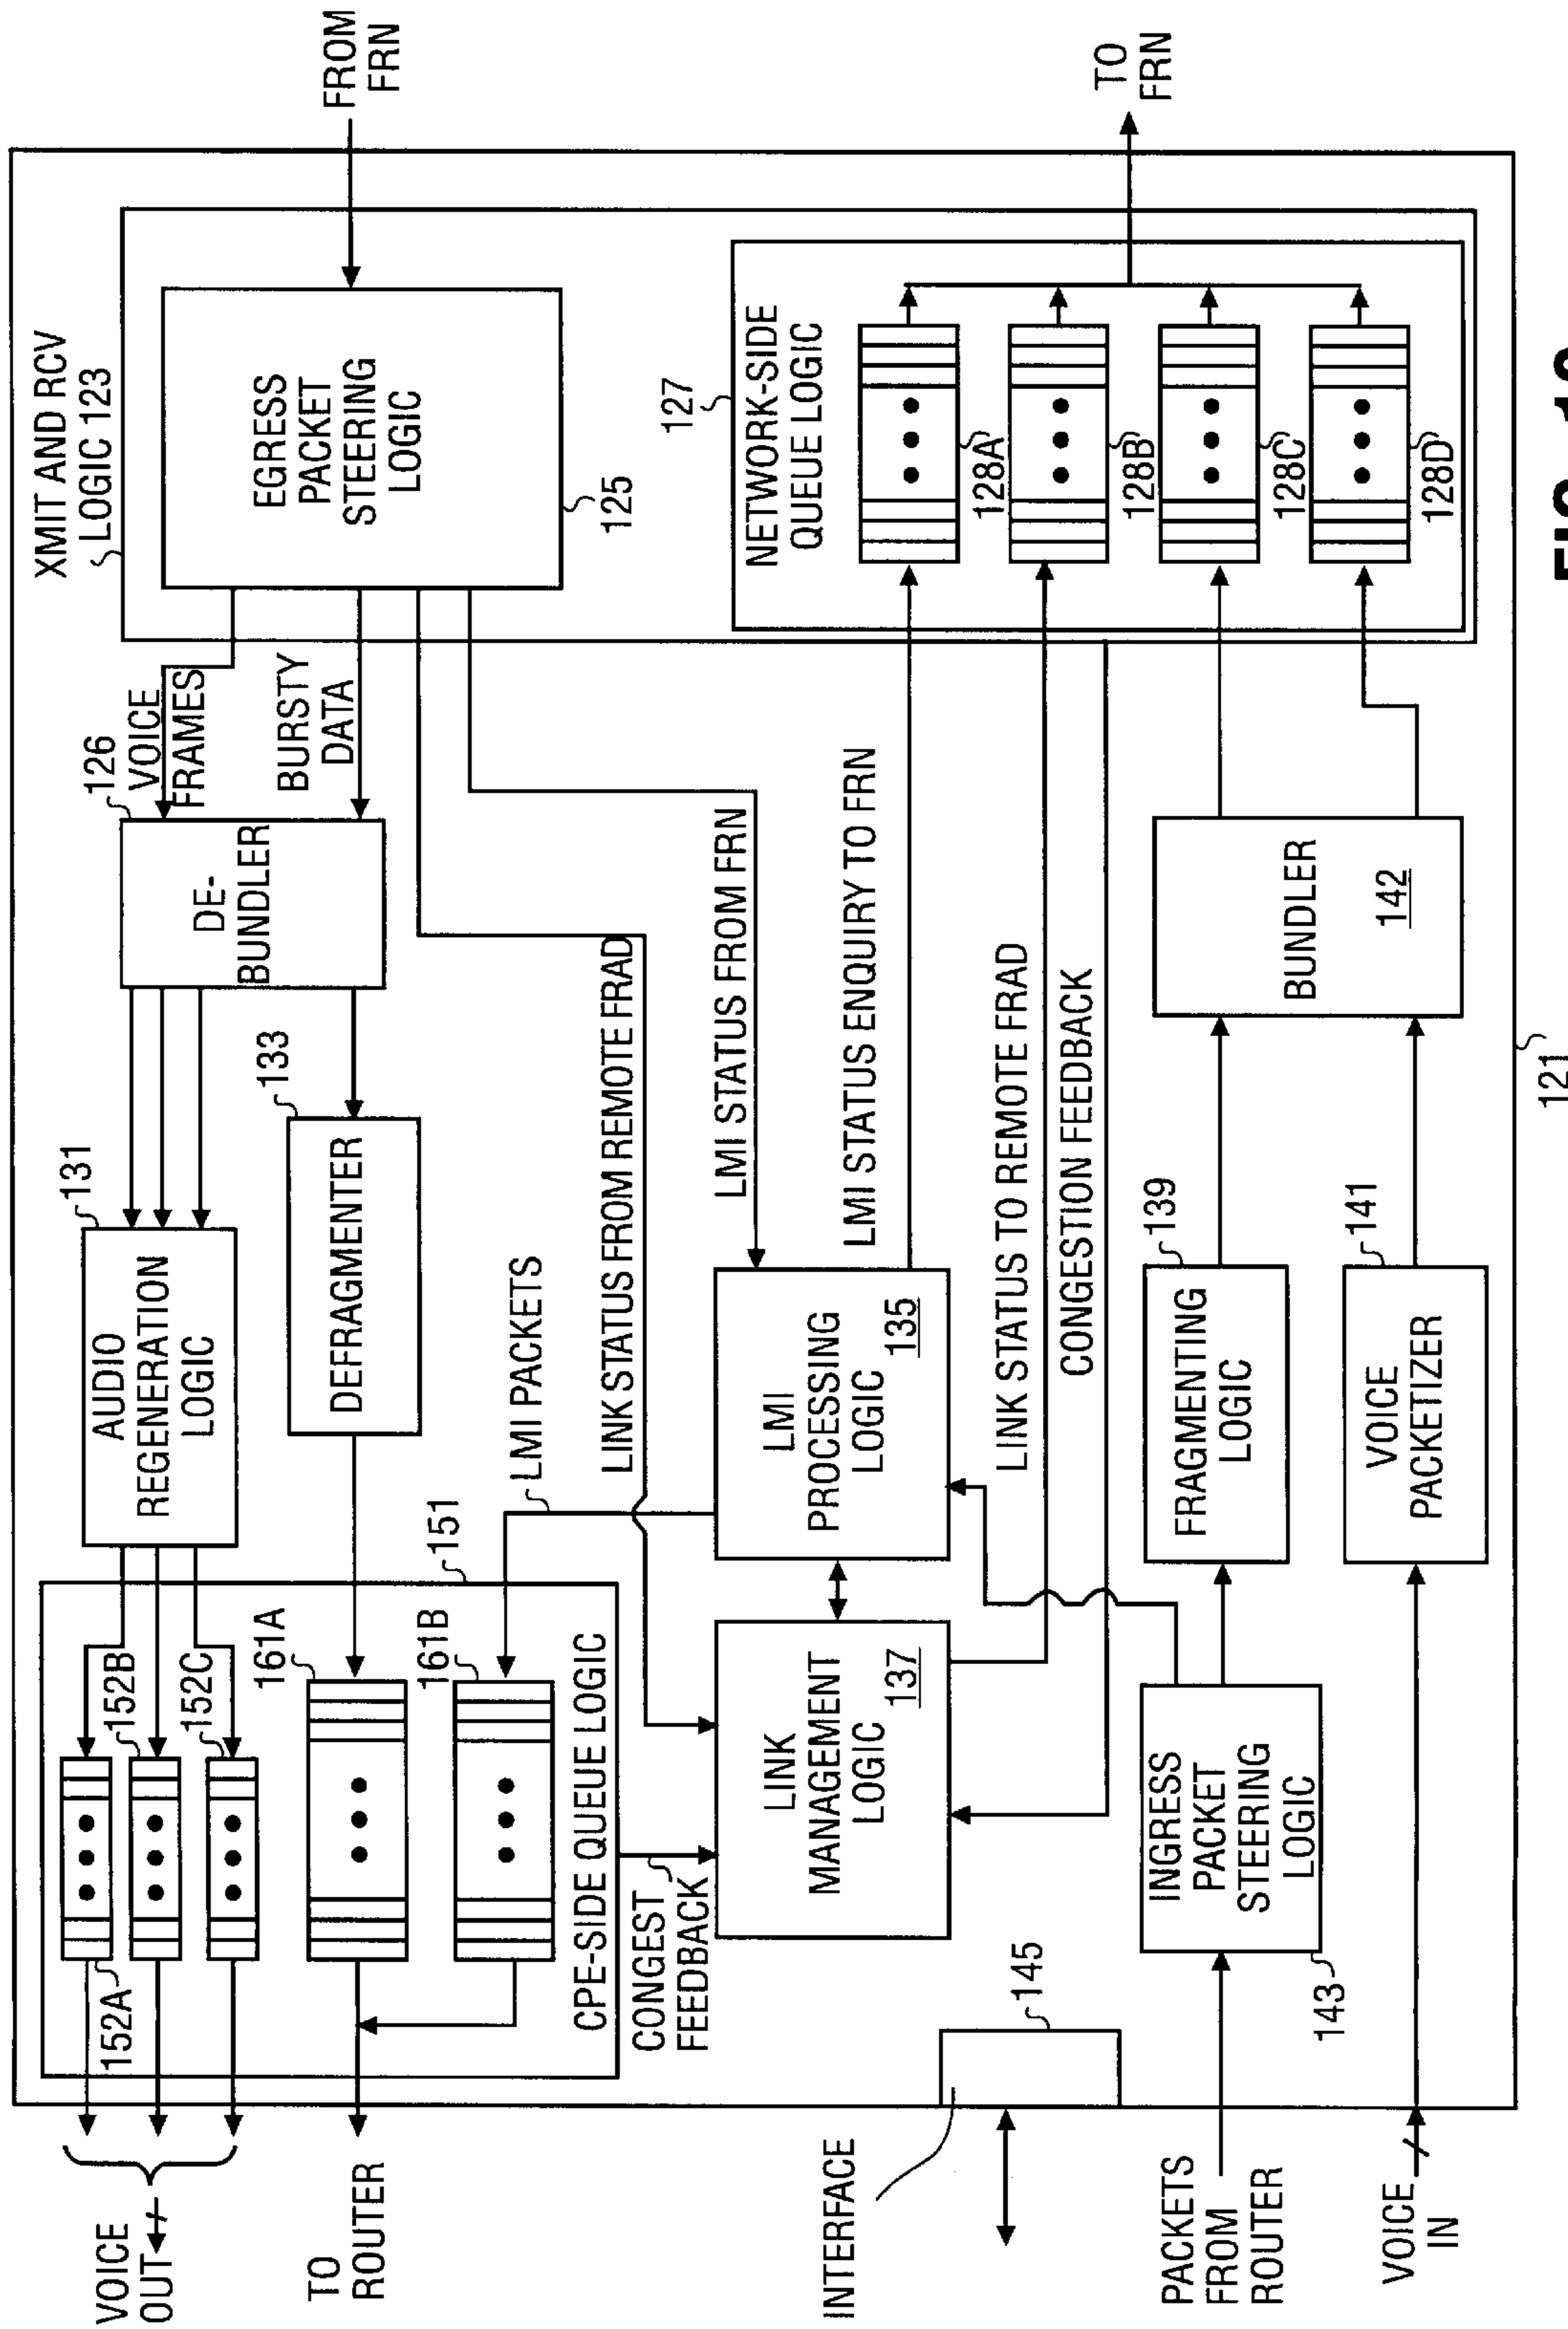 XMIT AND RCV
LOGIC 123
FROM
FRN
EGRESS
PACKET
STEERING
LOGIC
125
127
NETWORK-SIDE
QUEUE LOGIC
128A
128B
128C
128D
TO
FRN
126
VOICE
FRAMES
BURSTY
DATA
DE-
BUNDLER
131
AUDIO
REGENERATION
LOGIC
133
DEFRAGMENTER
LMI PACKETS
LINK STATUS FROM REMOTE FRAD
LMI STATUS FROM FRN
LMI STATUS ENQUIRY TO FRN
LINK STATUS TO REMOTE FRAD
CONGESTION FEEDBACK
151
152A
152B
152C
161A
161B
CPE-SIDE QUEUE LOGIC
CONGEST
FEEDBACK
LMI
PROCESSING
LOGIC
135
LINK
MANAGEMENT
LOGIC
137
139
FRAGMENTING
LOGIC
141
VOICE
PACKETIZER
BUNDLER
142
INGRESS
PACKET
STEERING
LOGIC
143
145
INTERFACE
121
VOICE
OUT
TO
ROUTER
PACKETS
FROM
ROUTER
VOICE
IN